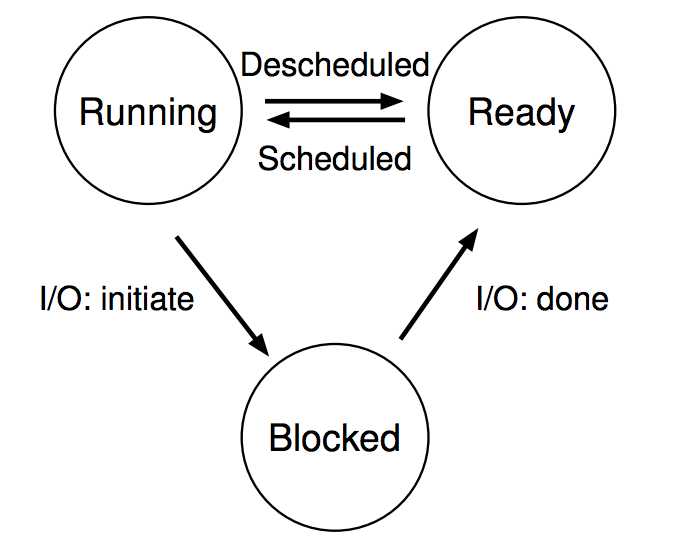 Descheduled
Running
Ready
Scheduled
I/O: initiate
I/O: done
Blocked